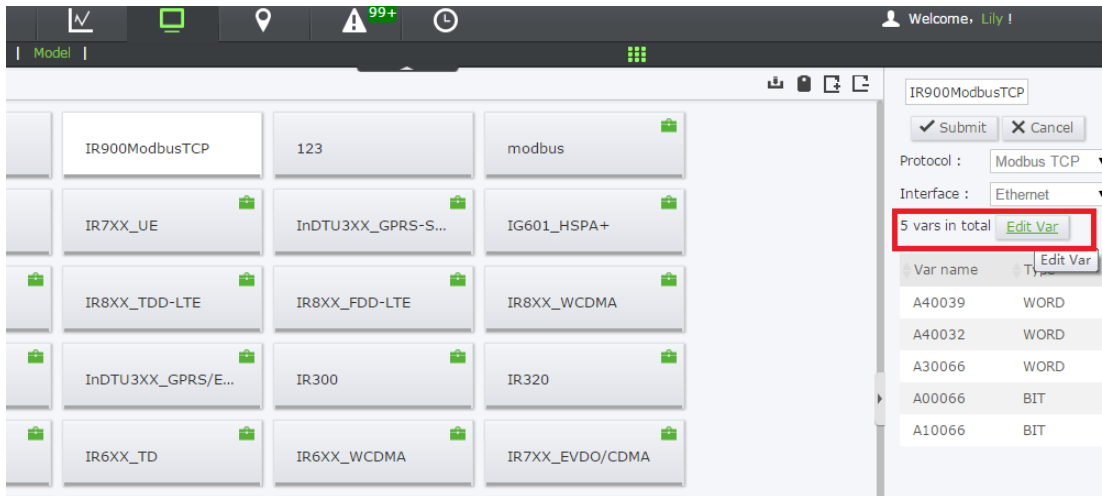 99+
Welcome, Lily !
| Model |
IR900ModbusTCP
123
modbus
IR7XX_UE
InDTU3XX_GPRS-S...
IG601_HSPA+
IR8XX_TDD-LTE
IR8XX_FDD-LTE
IR8XX_WCDMA
InDTU3XX_GPRS/E...
IR300
IR320
IR6XX_TD
IR6XX_WCDMA
IR7XX_EVDO/CDMA
IR900ModbusTCP
Submit Cancel
Protocol : Modbus TCP
Interface : Ethernet
5 vars in total Edit Var
Edit Var
Var name
A40039 WORD
A40032 WORD
A30066 WORD
A00066 BIT
A10066 BIT